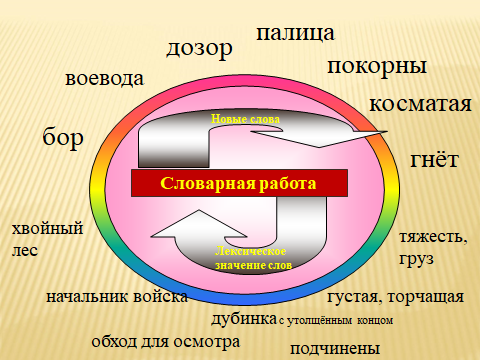 палица
дозор
покорны
воевода
косматая
бор
гнёт
Новые слова
Словарная работа
хвойный
лес
тяжесть,
груз
Лексическое
значение слов
начальник войска
густая, торчащая
дубинка с утолщённым концом
обход для осмотра
подчинены